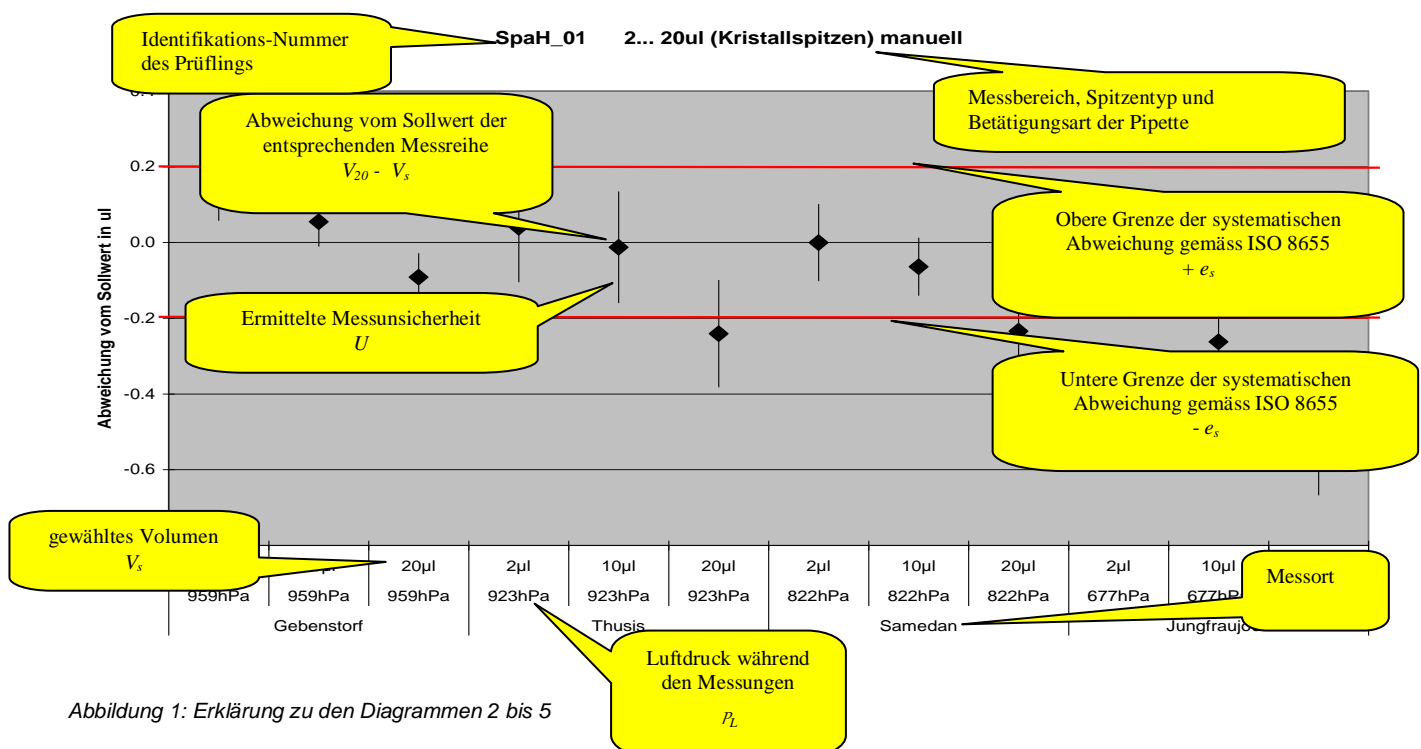 Identifikations-Nummer
des Prüflings
SpaH_01 2... 20ul (Kristallspitzen) manuell
Messbereich, Spitzentyp und
Betätigungsart der Pipette
Abweichung vom Sollwert der
entsprechenden Messreihe
V20 - Vs
Obere Grenze der systematischen
Abweichung gemäss ISO 8655
+ es
Ermittelte Messunsicherheit
U
Untere Grenze der systematischen
Abweichung gemäss ISO 8655
- es
Abweichung vom Sollwert in ul
0.2
0.0
-0.2
-0.4
-0.6
gewähltes Volumen
Vs
20µl 2µl 10µl 20µl 2µl 10µl 20µl 2µl 10µl
959hPa 959hPa 959hPa 923hPa 923hPa 923hPa 822hPa 822hPa 822hPa 677hPa 677hPa
Gebenstorf Thusis Samedan
Messort
Luftdruck während
den Messungen
PL
Abbildung 1: Erklärung zu den Diagrammen 2 bis 5